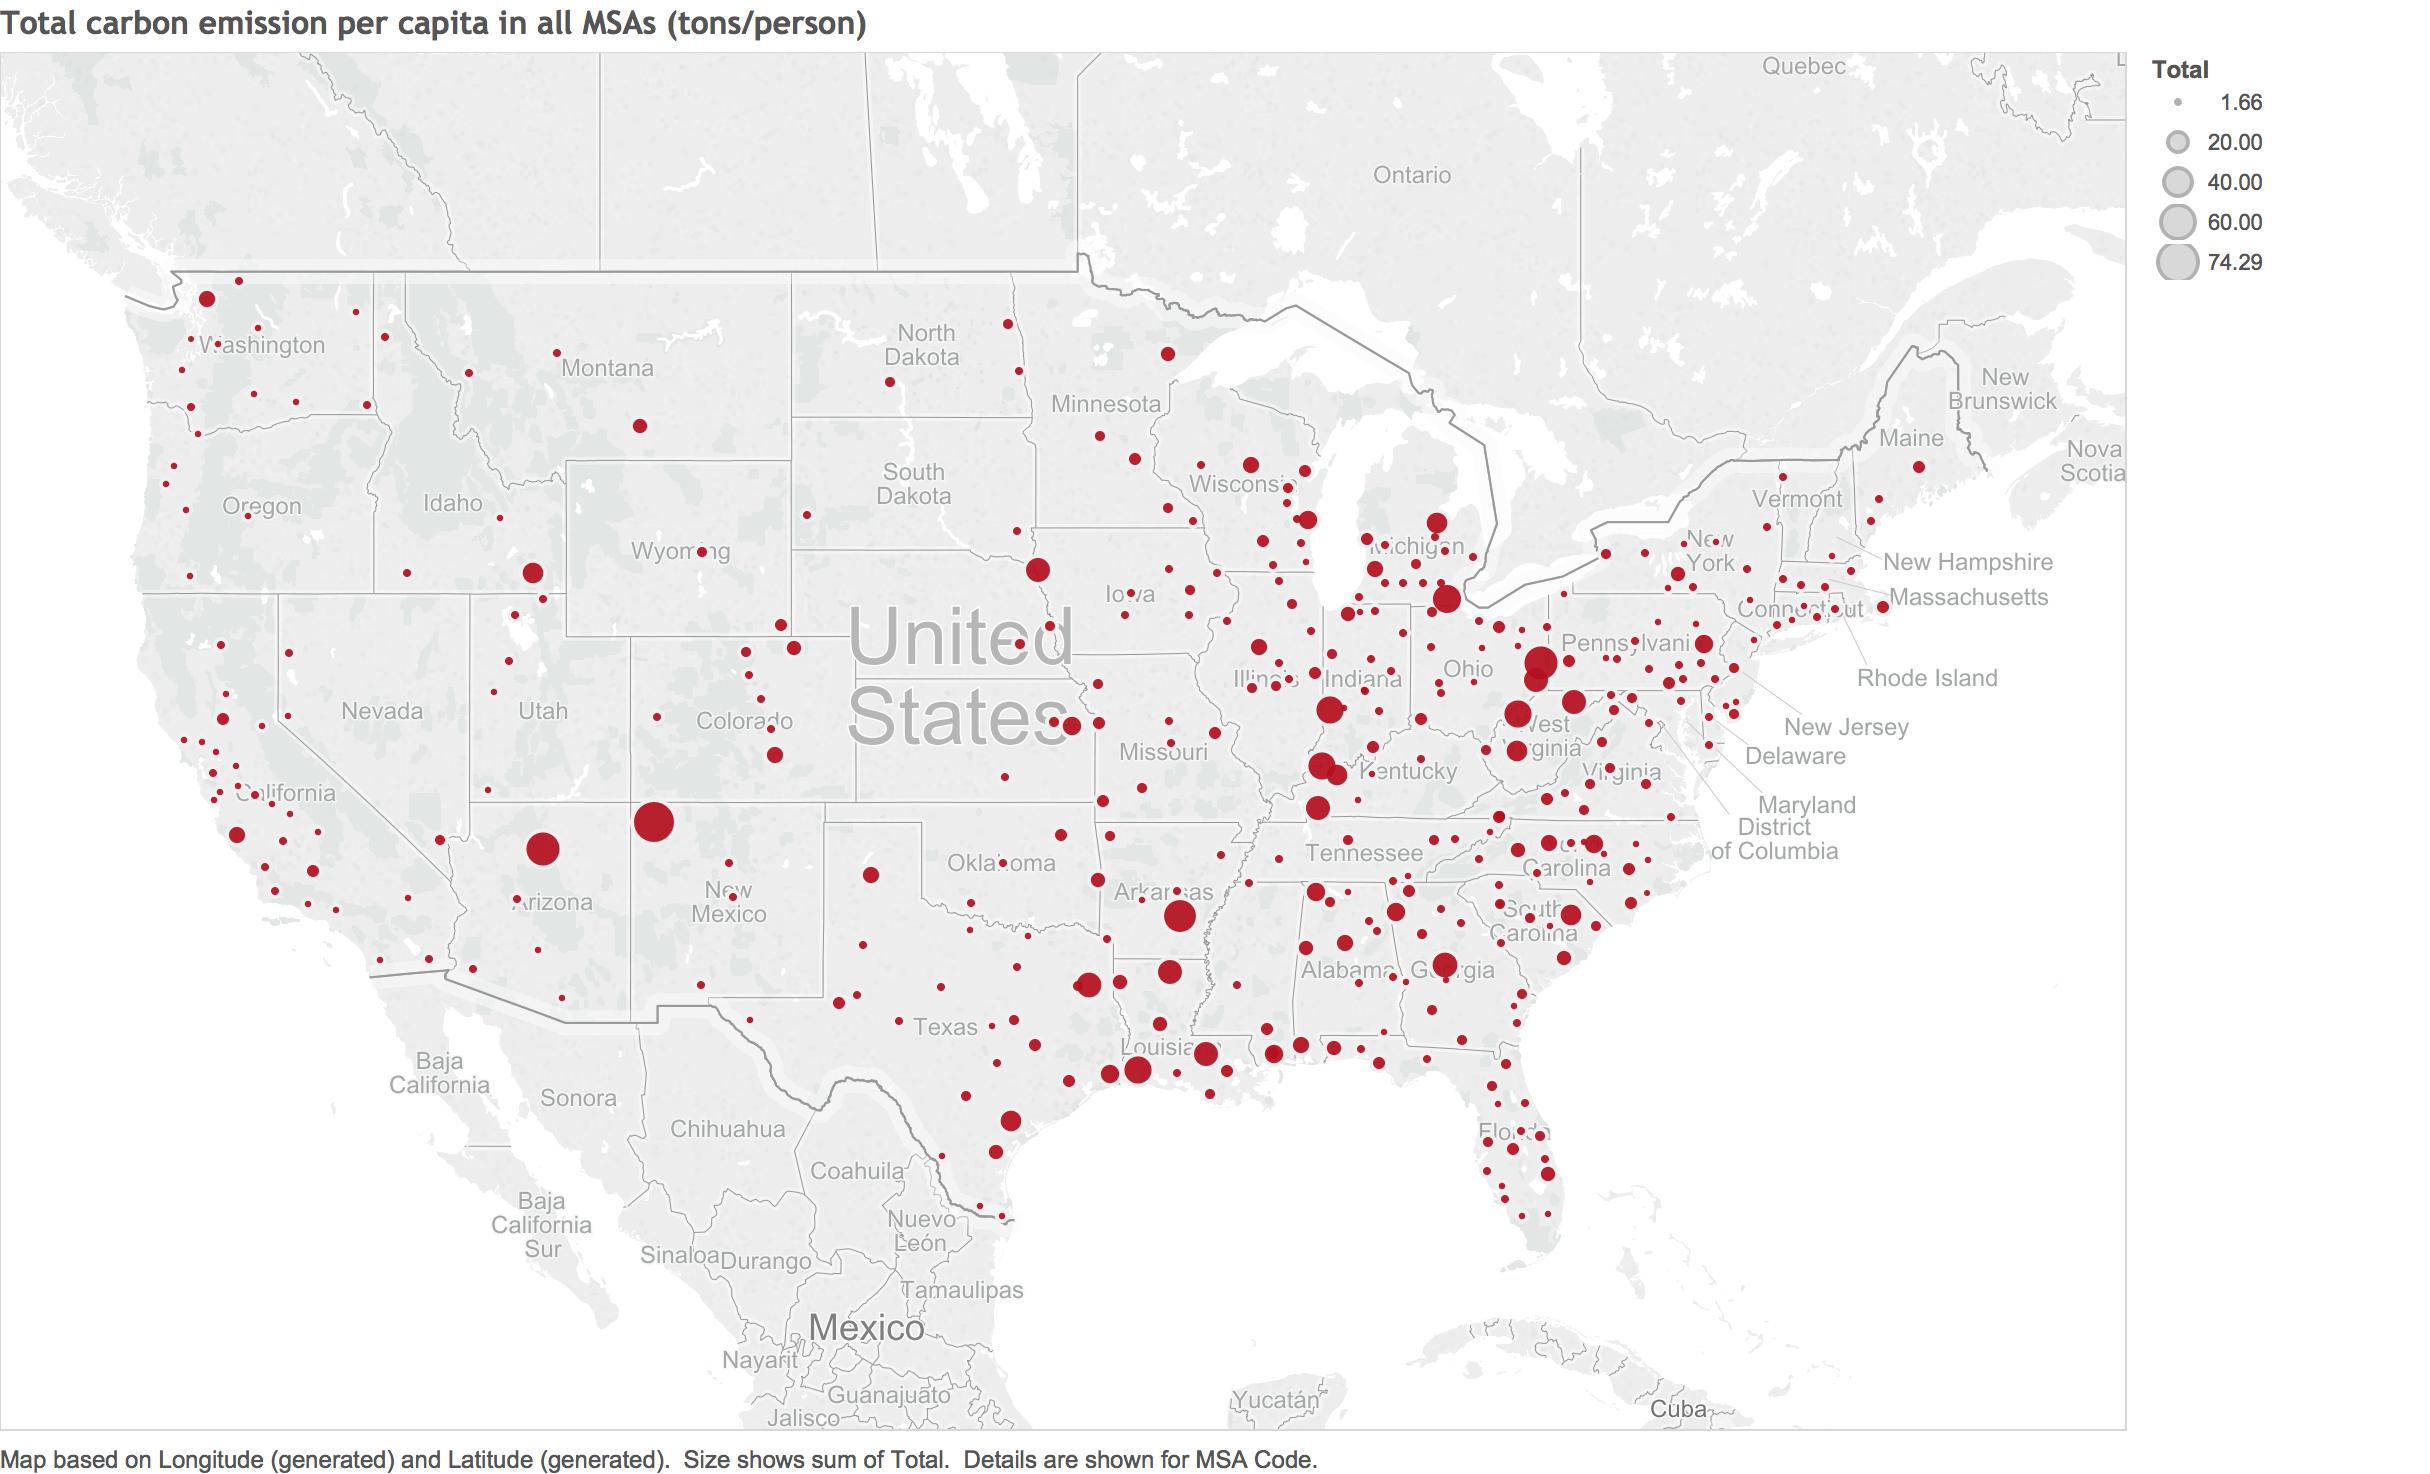 Total carbon emission per capita in all MSAs (tons/person)
Total
1.66
20.00
40.00
60.00
74.29
Quebec
Ontario
Washington
Montana
North
Dakota
Minnesota
New
Brunswick
Maine
Nova
Scotia
South
Dakota
Wisconsi
Vermont
Oregon
Idaho
Wyoming
Michigan
New
York
New Hampshire
Iowa
Massachusetts
Connecticut
United
States
Pennsylvani
Ohio
Illinois
Indiana
Rhode Island
Nevada
Utah
Colorado
West
Virginia
New Jersey
Missouri
Delaware
Kentucky
Virginia
California
Maryland
District
of Columbia
Oklahoma
Tennessee
Carolina
Arizona
New
Mexico
Arkansas
South
Carolina
Alabama
Georgia
Texas
Louisia
Baja
California
Sonora
Chihuahua
Florida
Coahuila
Baja
California
Sur
Nuevo
León
Sinaloa
Durango
Tamaulipas
Mexico
Nayarit
Guanajuato
Jalisco
Yucatán
Cuba
Map based on Longitude (generated) and Latitude (generated).  Size shows sum of Total.  Details are shown for MSA Code.